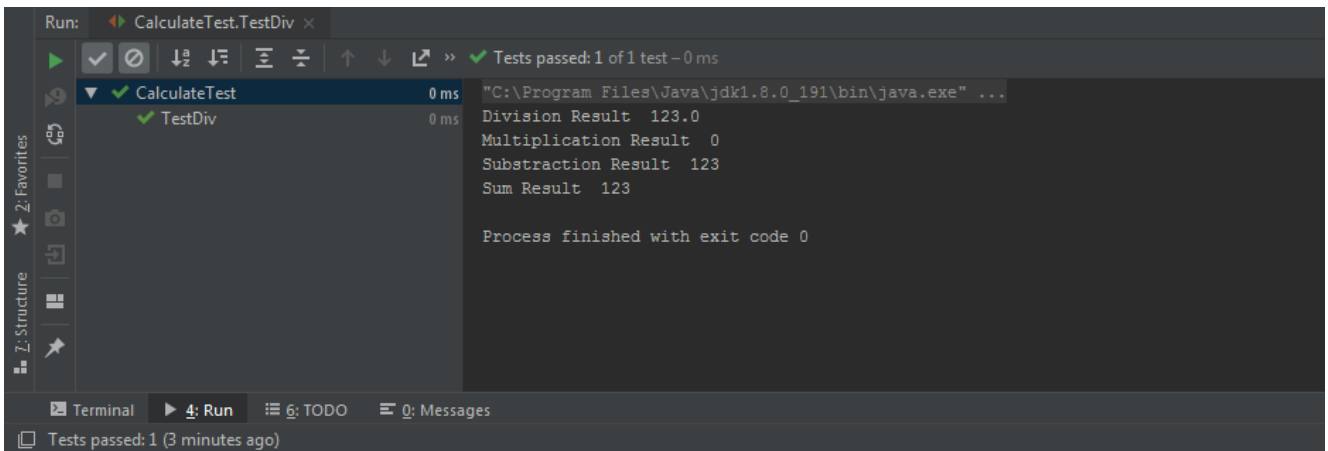 Run: CalculateTest.TestDiv ×
Tests passed: 1 of 1 test – 0 ms
CalculateTest 0 ms
TestDiv 0 ms
"C:\Program Files\Java\jdk1.8.0_191\bin\java.exe" ...
Division Result  123.0
Multiplication Result  0
Substraction Result  123
Sum Result  123
Process finished with exit code 0
2: Favorites
7: Structure
Terminal 4: Run 6: TODO 0: Messages
Tests passed: 1 (3 minutes ago)